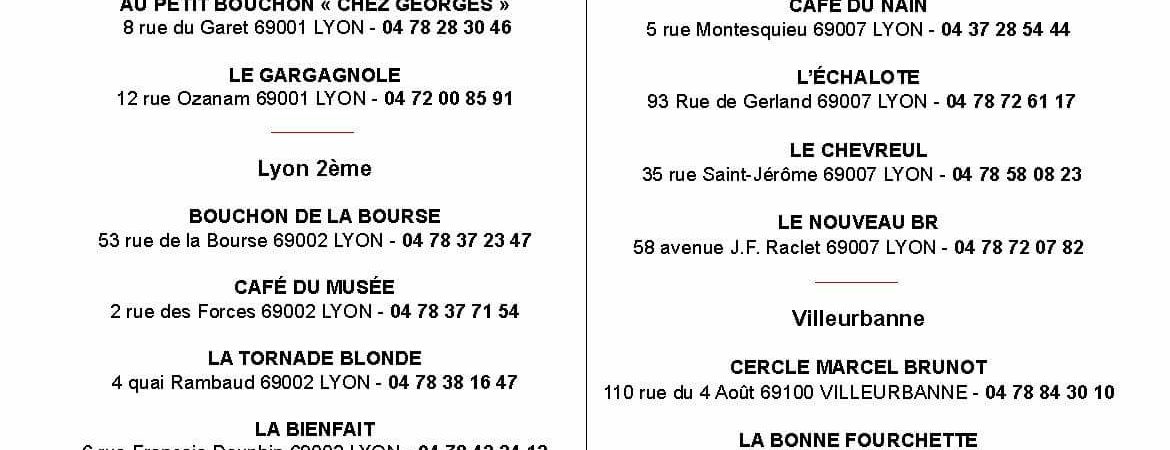 AU PETIT BOUCHON « CHEZ GEORGES »
8 rue du Garet 69001 LYON - 04 78 28 30 46
LE GARGAGNOLE
12 rue Ozanam 69001 LYON - 04 72 00 85 91
Lyon 2ème
BOUCHON DE LA BOURSE
53 rue de la Bourse 69002 LYON - 04 78 37 23 47
CAFÉ DU MUSÉE
2 rue des Forces 69002 LYON - 04 78 37 71 54
LA TORNADE BLONDE
4 quai Rambaud 69002 LYON - 04 78 38 16 47
LA BIENFAIT
rue François Dauphin 69002 LYON -
CAFÉ DU NAIN
5 rue Montesquieu 69007 LYON - 04 37 28 54 44
L'ÉCHALOTE
93 Rue de Gerland 69007 LYON - 04 78 72 61 17
LE CHEVREUL
35 rue Saint-Jérôme 69007 LYON - 04 78 58 08 23
LE NOUVEAU BR
58 avenue J.F. Raclet 69007 LYON - 04 78 72 07 82
Villeurbanne
CERCLE MARCEL BRUNOT
110 rue du 4 Août 69100 VILLEURBANNE - 04 78 84 30 10
LA BONNE FOURCHETTE